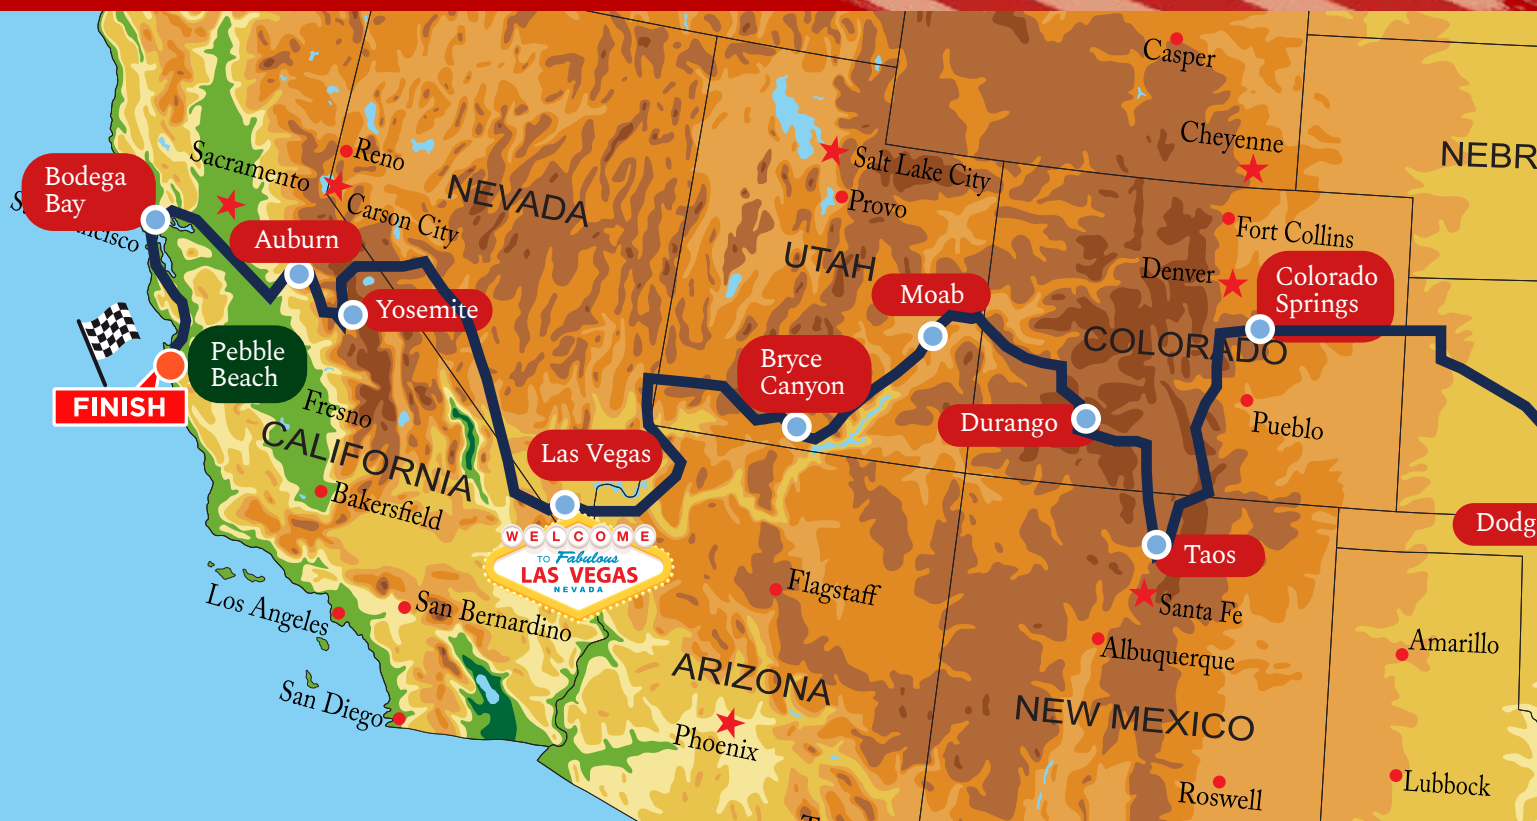 Casper
Cheyenne
NEBR
Reno
Sacramento
Salt Lake City
NEVADA
Bodega
Bay
Carson City
Provo
Fort Collins
Auburn
UTAH
Denver
Colorado
Springs
Moab
Yosemite
COLORADO
Pebble
Beach
Bryce
Canyon
FINISH
Fresno
Durango
Pueblo
CALIFORNIA
Las Vegas
Bakersfield
Dodg
WELCOME
TO Fabulous
LAS VEGAS
NEVADA
Taos
Flagstaff
Santa Fe
Los Angeles
San Bernardino
Albuquerque
Amarillo
ARIZONA
San Diego
NEW MEXICO
Phoenix
Roswell
Lubbock